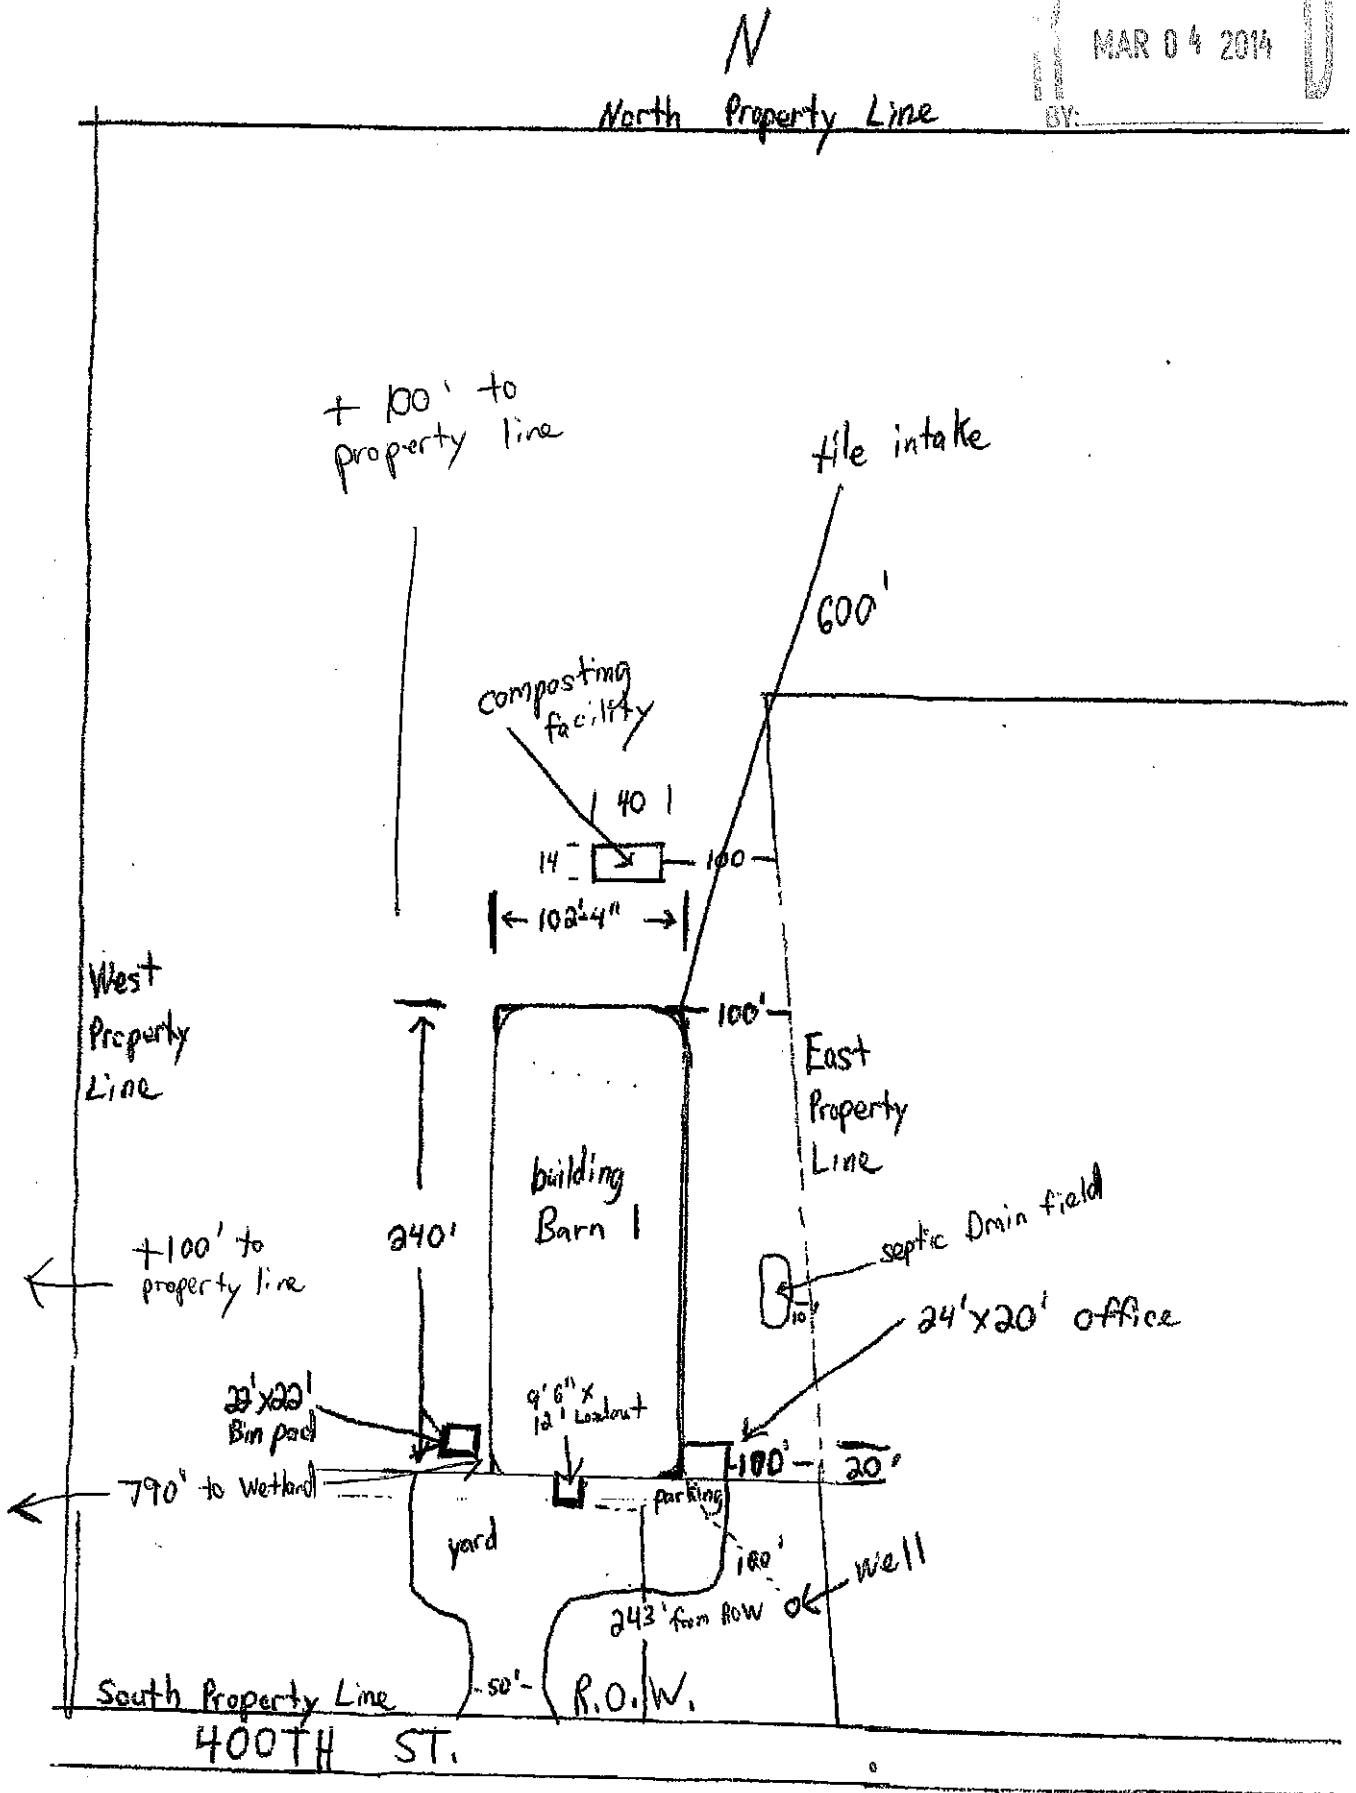 N
MAR 04 2014
BY:
North Property Line
+ 100' to
property line
tile intake
600'
composting
facility
40
14
100
102'-4"
West
Property
Line
100'
East
Property
Line
building
Barn 1
240'
+100' to
property line
septic Drain field
10'
24'x20' office
22'x22'
Bin pad
9'6" x
12' Loadout
100'
20'
790' to Wetland
parking
yard
100'
well
243' from ROW
50'
R.O.W.
South Property Line
400TH ST.